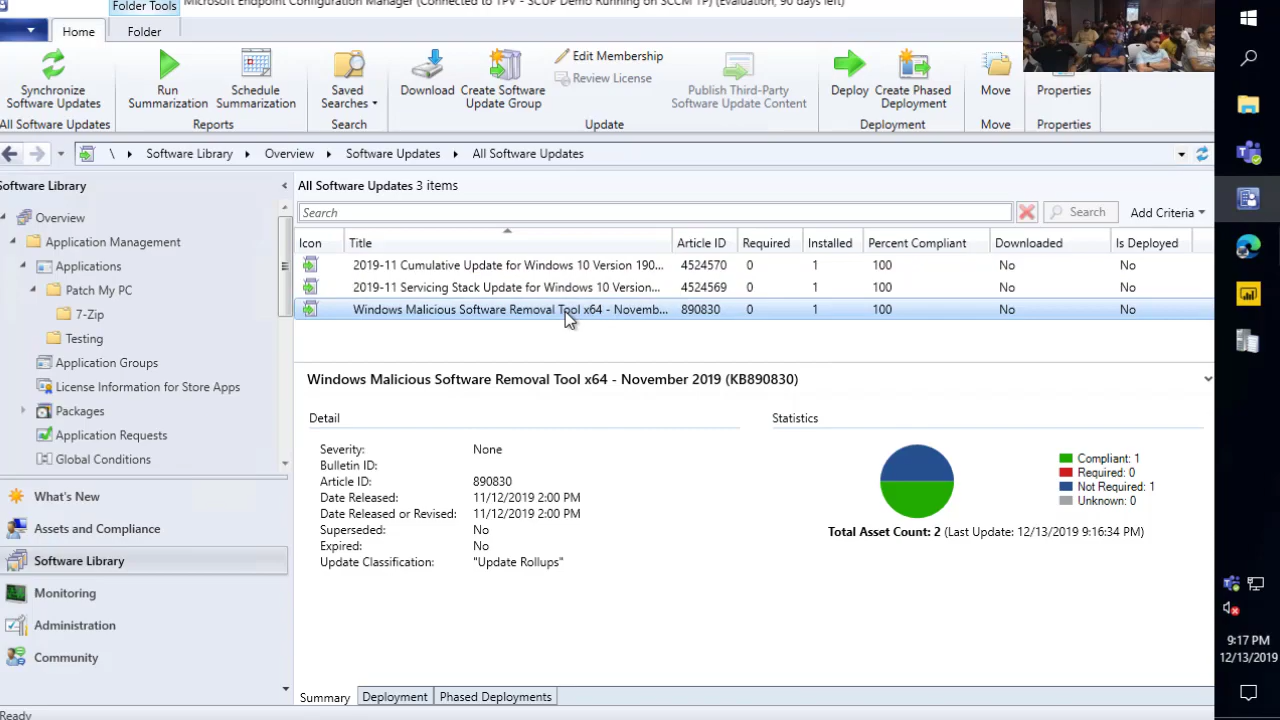 Folder Tools Microsoft Endpoint Configuration Manager (Connected to TPV - SCUP Demo Running on SCCM TP) (Evaluation, 90 days left)
Home Folder
Synchronize Software Updates
Run Summarization
Schedule Summarization
Saved Searches
Download
Create Software Update Group
Edit Membership
Review License
Publish Third-Party Software Update Content
Deploy
Create Phased Deployment
Move
Properties
All Software Updates Reports Search Update Deployment Move Properties
\ Software Library Overview Software Updates All Software Updates
Software Library
Overview
Application Management
Applications
Patch My PC
7-Zip
Testing
Application Groups
License Information for Store Apps
Packages
Application Requests
Global Conditions
What's New
Assets and Compliance
Software Library
Monitoring
Administration
Community
All Software Updates 3 items
Search Search Add Criteria
Icon Title Article ID Required Installed Percent Compliant Downloaded Is Deployed
2019-11 Cumulative Update for Windows 10 Version 190... 4524570 0 1 100 No No
2019-11 Servicing Stack Update for Windows 10 Version... 4524569 0 1 100 No No
Windows Malicious Software Removal Tool x64 - Novemb... 890830 0 1 100 No No
Windows Malicious Software Removal Tool x64 - November 2019 (KB890830)
Detail
Severity: None
Bulletin ID:
Article ID: 890830
Date Released: 11/12/2019 2:00 PM
Date Released or Revised: 11/12/2019 2:00 PM
Superseded: No
Expired: No
Update Classification: "Update Rollups"
Statistics
Compliant: 1
Required: 0
Not Required: 1
Unknown: 0
Total Asset Count: 2 (Last Update: 12/13/2019 9:16:34 PM)
Summary Deployment Phased Deployments
Ready
9:17 PM
12/13/2019